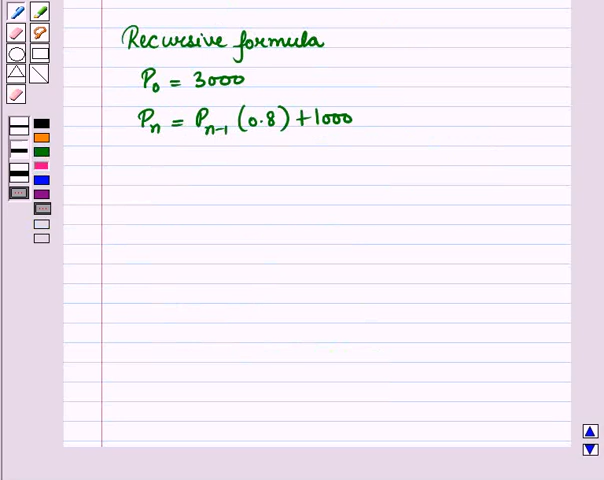 Recursive formula
P₀ = 3000
Pₙ = Pₙ₋₁ (0.8) + 1000